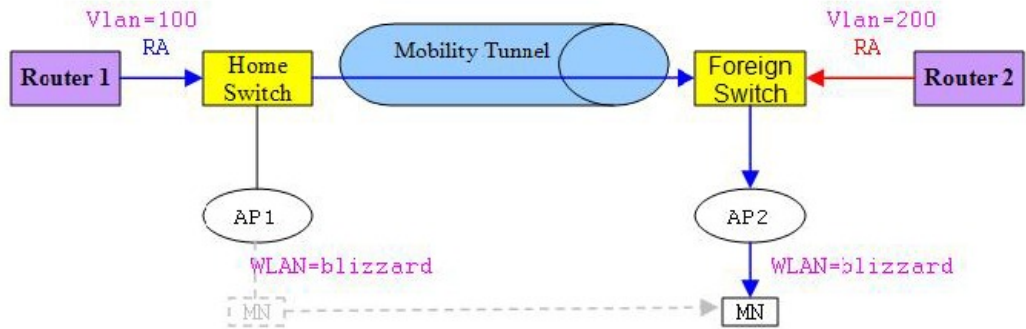 Vlan=100
Vlan=200
RA
Mobility Tunnel
RA
Router 1
Home
Switch
Foreign
Switch
Router 2
AP1
AP2
WLAN=blizzard
WLAN=blizzard
MN
MN